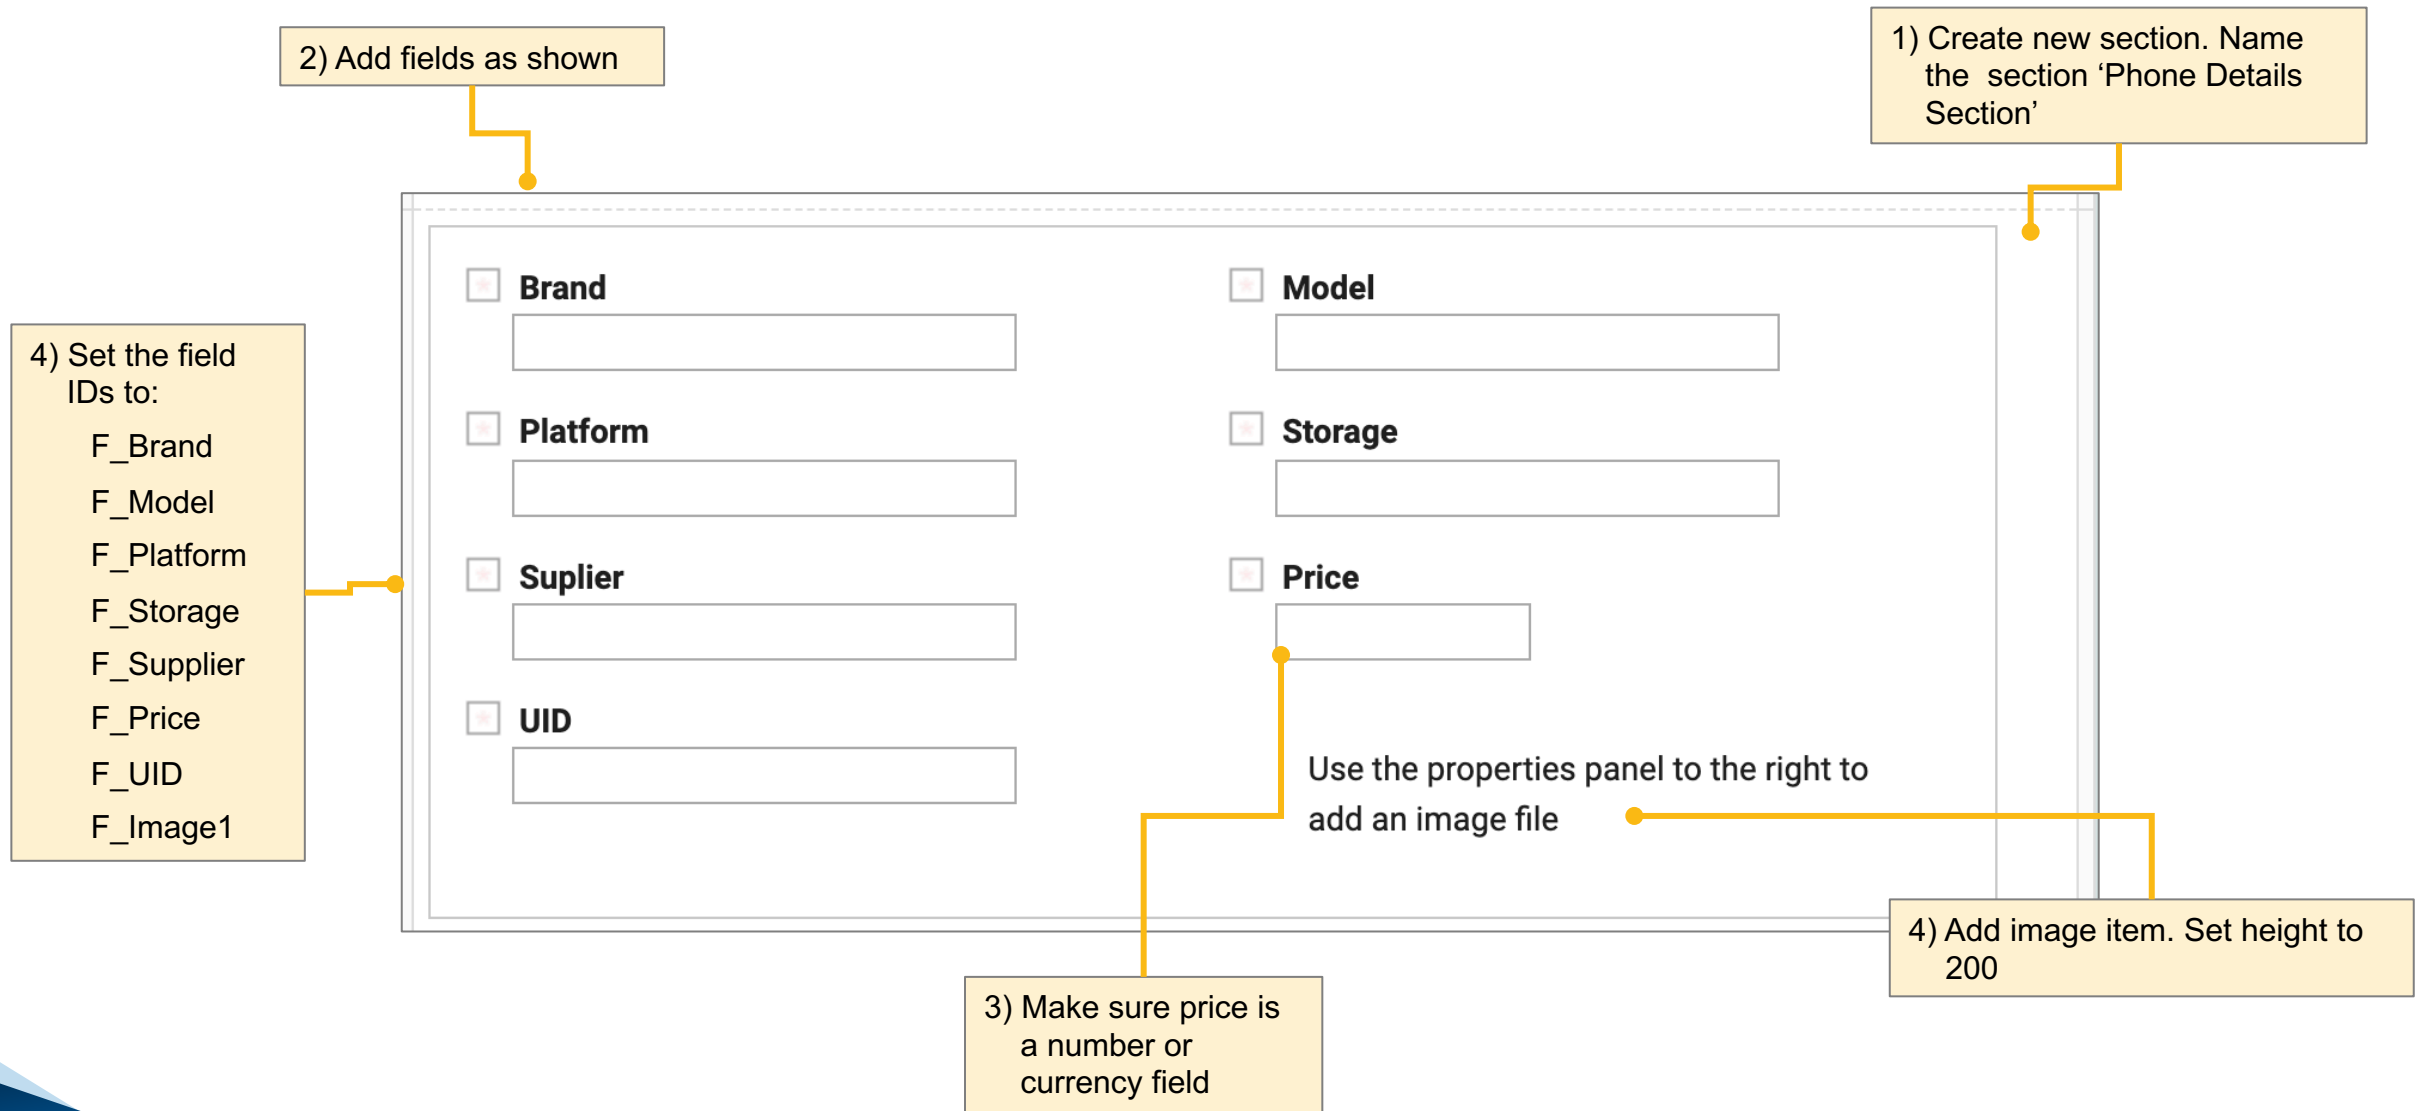 2) Add fields as shown
1) Create new section. Name
the section ‘Phone Details
Section’
Brand
Model
4) Set the field
IDs to:
F_Brand
F_Model
F_Platform
F_Storage
F_Supplier
F_Price
F_UID
F_Image1
Platform
Storage
Suplier
Price
UID
Use the properties panel to the right to
add an image file
4) Add image item. Set height to
200
3) Make sure price is
a number or
currency field